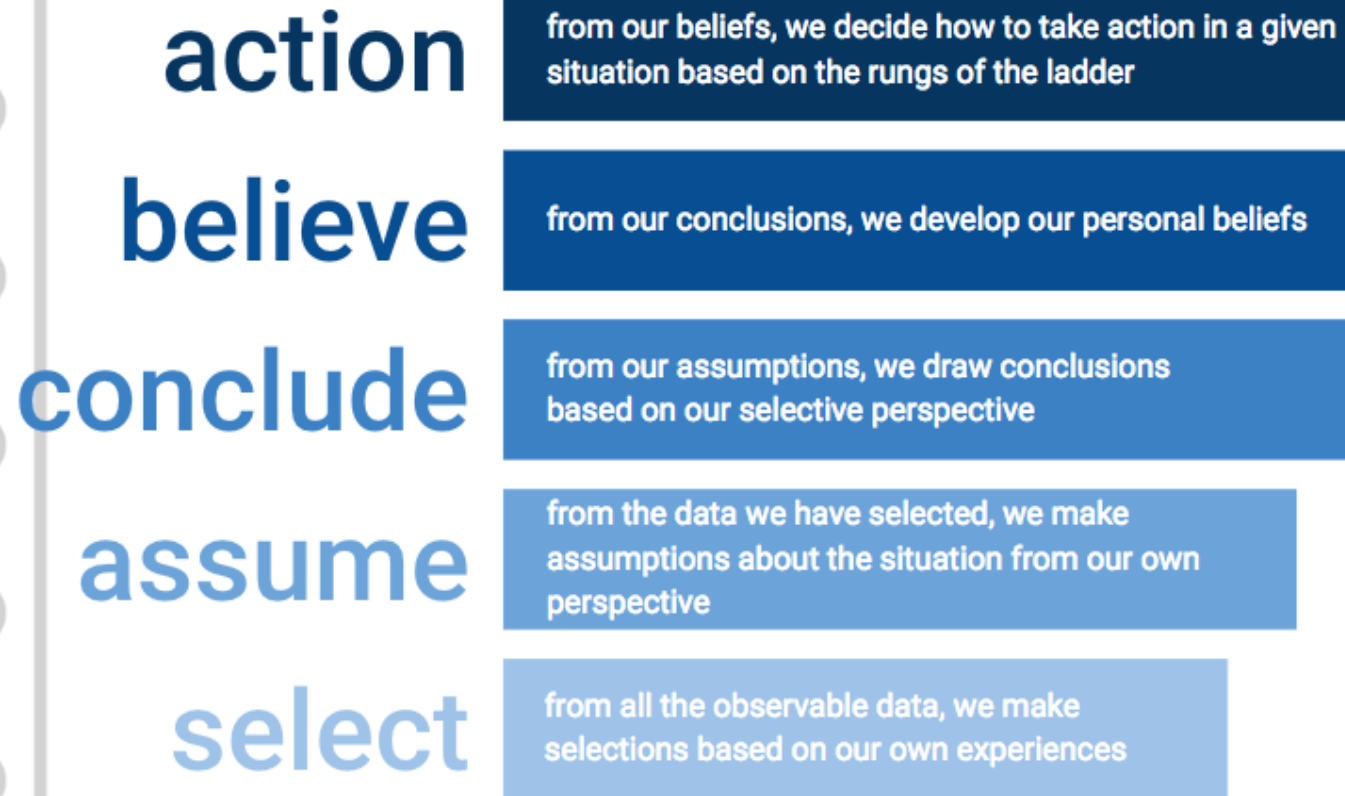 action
from our beliefs, we decide how to take action in a given
situation based on the rungs of the ladder
believe
from our conclusions, we develop our personal beliefs
conclude
from our assumptions, we draw conclusions
based on our selective perspective
assume
from the data we have selected, we make
assumptions about the situation from our own
perspective
select
from all the observable data, we make
selections based on our own experiences